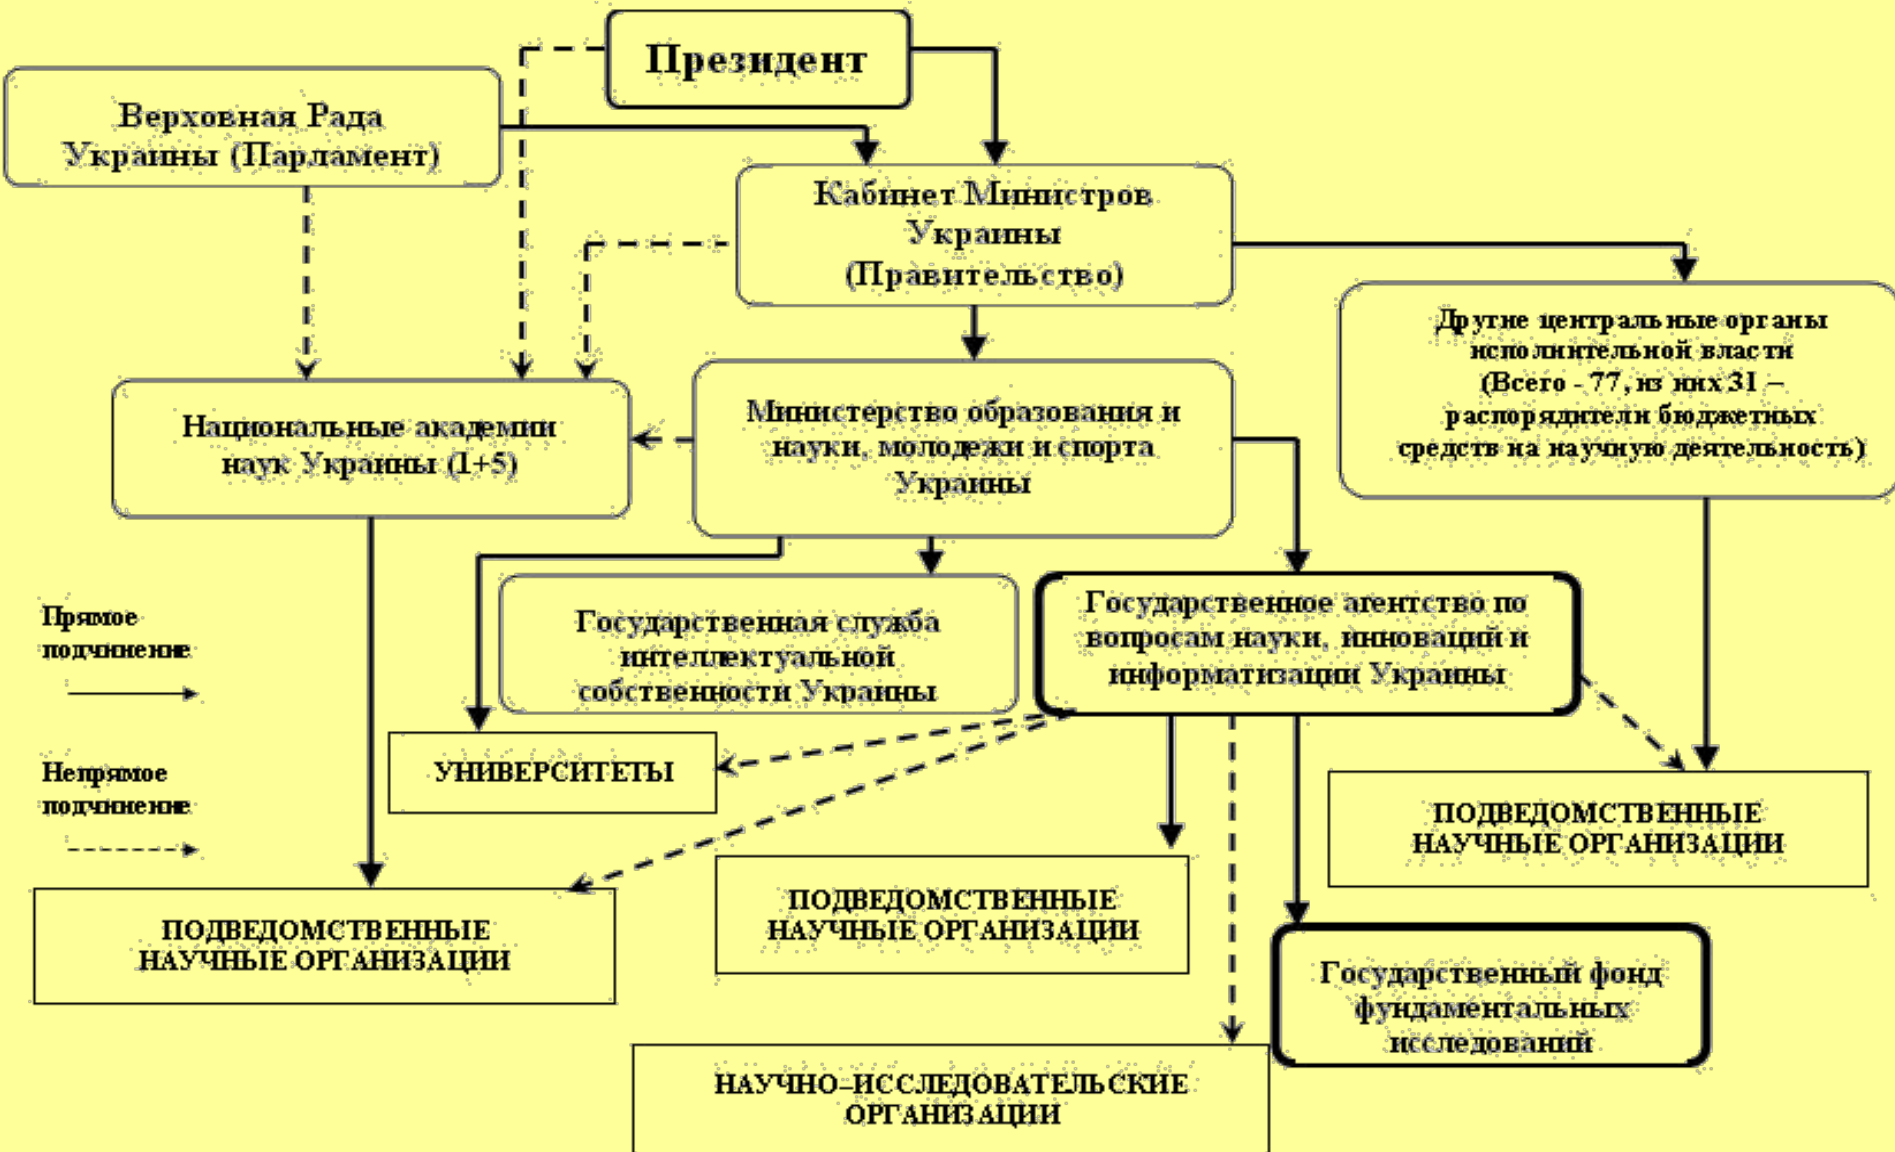 Президент
Верховная Рада
Украины (Парламент)
Кабинет Министров
Украины
(Правительство)
Другие центральные органы
исполнительной власти
(Всего - 77, из них 31 –
распорядители бюджетных
средств на научную деятельность)
Национальные академии
наук Украины (1+5)
Министерство образования и
науки, молодежи и спорта
Украины
Прямое
подчинение
Государственная служба
интеллектуальной
собственности Украины
Государственное агентство по
вопросам науки, инноваций и
информатизации Украины
Непрямое
подчинение
УНИВЕРСИТЕТЫ
ПОДВЕДОМСТВЕННЫЕ
НАУЧНЫЕ ОРГАНИЗАЦИИ
ПОДВЕДОМСТВЕННЫЕ
НАУЧНЫЕ ОРГАНИЗАЦИИ
ПОДВЕДОМСТВЕННЫЕ
НАУЧНЫЕ ОРГАНИЗАЦИИ
Государственный фонд
фундаментальных
исследований
НАУЧНО–ИССЛЕДОВАТЕЛЬСКИЕ
ОРГАНИЗАЦИИ